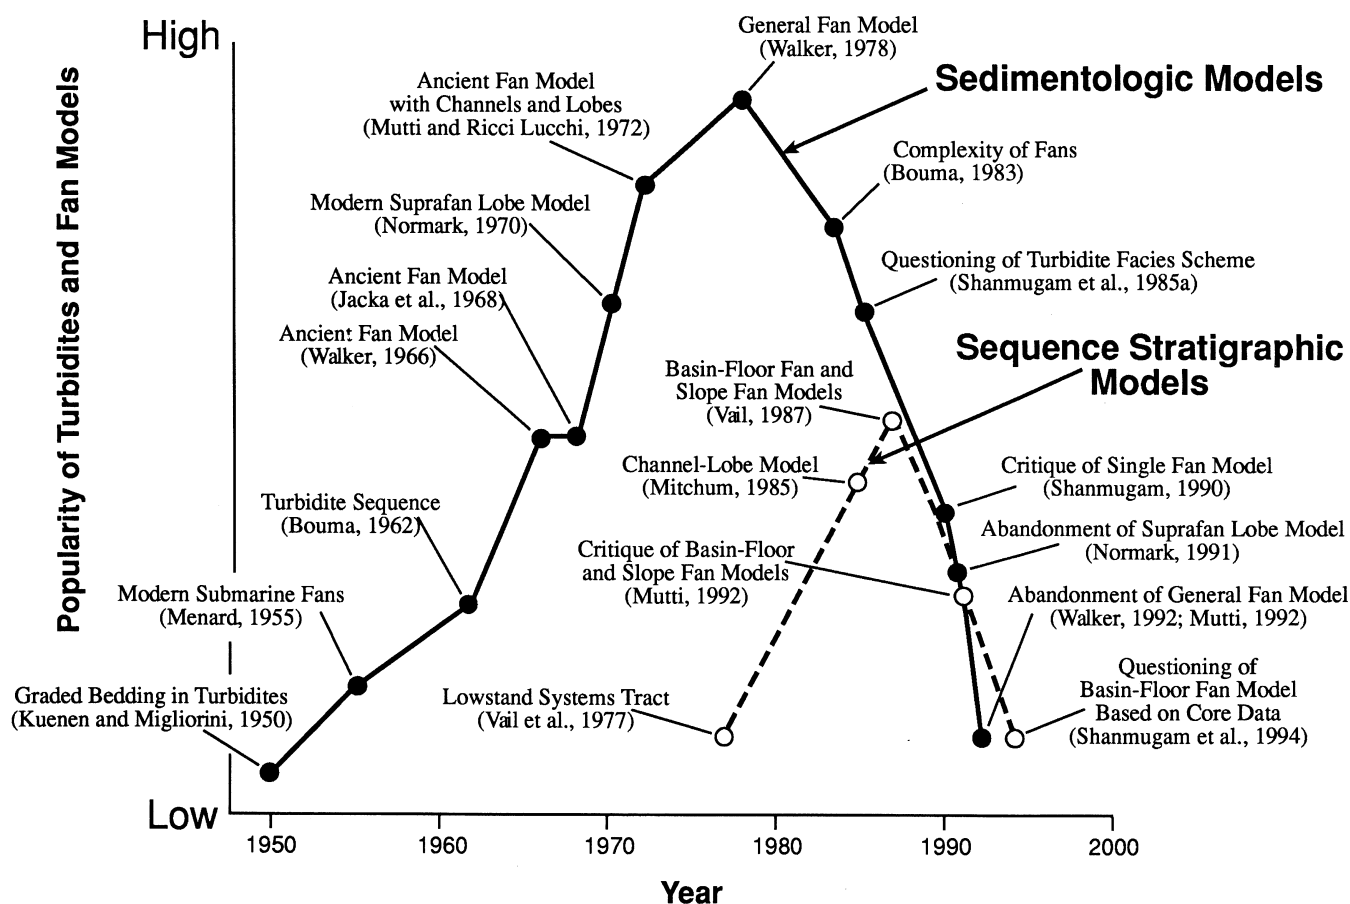 High
Low
Popularity of Turbidites and Fan Models
General Fan Model
(Walker, 1978)
Sedimentologic Models
Ancient Fan Model
with Channels and Lobes
(Mutti and Ricci Lucchi, 1972)
Complexity of Fans
(Bouma, 1983)
Modern Suprafan Lobe Model
(Normark, 1970)
Questioning of Turbidite Facies Scheme
(Shanmugam et al., 1985a)
Ancient Fan Model
(Jacka et al., 1968)
Ancient Fan Model
(Walker, 1966)
Sequence Stratigraphic
Models
Basin-Floor Fan and
Slope Fan Models
(Vail, 1987)
Channel-Lobe Model
(Mitchum, 1985)
Critique of Single Fan Model
(Shanmugam, 1990)
Turbidite Sequence
(Bouma, 1962)
Abandonment of Suprafan Lobe Model
(Normark, 1991)
Critique of Basin-Floor
and Slope Fan Models
(Mutti, 1992)
Modern Submarine Fans
(Menard, 1955)
Abandonment of General Fan Model
(Walker, 1992; Mutti, 1992)
Graded Bedding in Turbidites
(Kuenen and Migliorini, 1950)
Lowstand Systems Tract
(Vail et al., 1977)
Questioning of
Basin-Floor Fan Model
Based on Core Data
(Shanmugam et al., 1994)
1950 1960 1970 1980 1990 2000
Year